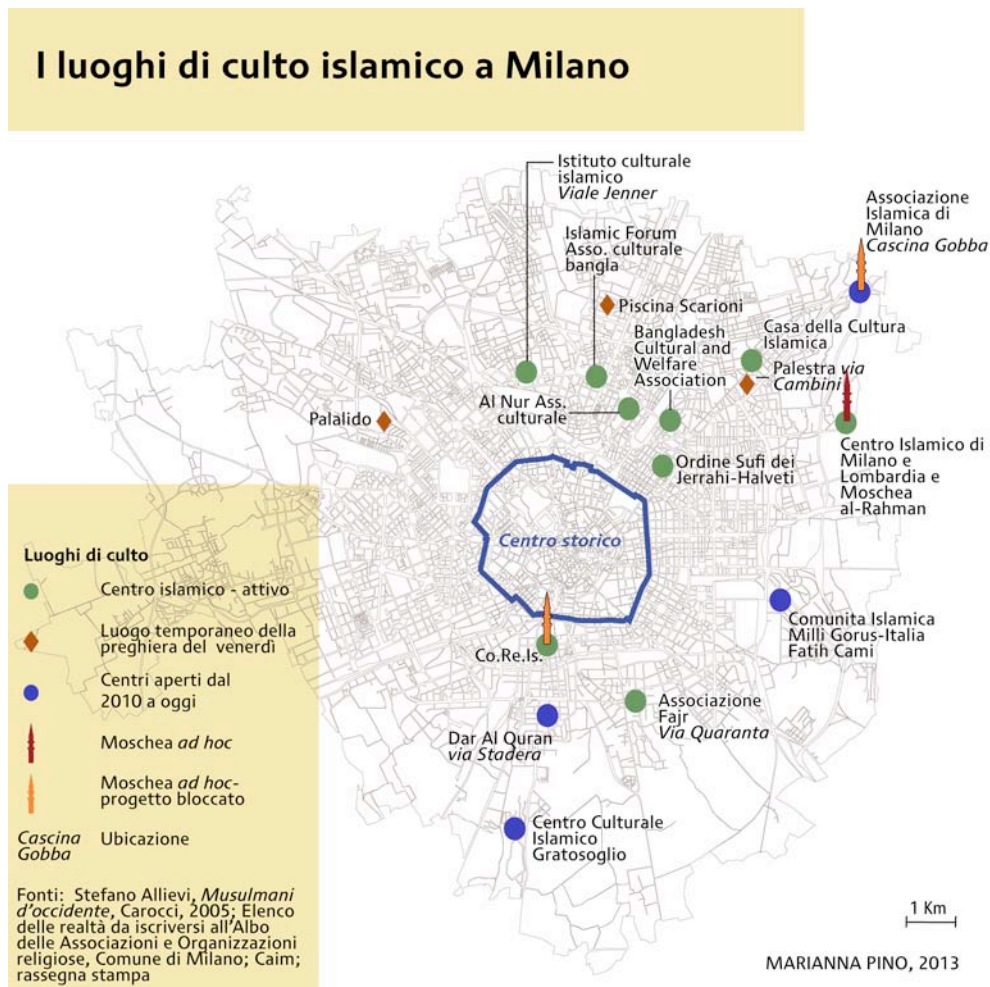 I luoghi di culto islamico a Milano
Istituto culturale
islamico
Viale Jenner
Islamic Forum
Asso. culturale
bangla
Associazione
Islamica di
Milano
Cascina Gobba
Piscina Scarioni
Bangladesh
Cultural and
Welfare
Association
Casa della Cultura
Islamica
Palestra via
Cambini
Al Nur Ass.
culturale
Palalido
Ordine Sufi dei
Jerrahi-Halveti
Centro Islamico di
Milano e
Lombardia e
Moschea
al-Rahman
Centro storico
Comunita Islamica
Milli Gorus-Italia
Fatih Cami
Co.Re.Is.
Associazione
Fajr
Via Quaranta
Dar Al Quran
via Stadera
Centro Culturale
Islamico
Gratosoglio
Luoghi di culto
Centro islamico - attivo
Luogo temporaneo della
preghiera del venerdì
Centri aperti dal
2010 a oggi
Moschea ad hoc
Moschea ad hoc-
progetto bloccato
Cascina
Gobba
Ubicazione
Fonti: Stefano Allievi, Musulmani
d'occidente, Carocci, 2005; Elenco
delle realtà da iscriversi all'Albo
delle Associazioni e Organizzazioni
religiose, Comune di Milano; Caim;
rassegna stampa
1 Km
MARIANNA PINO, 2013